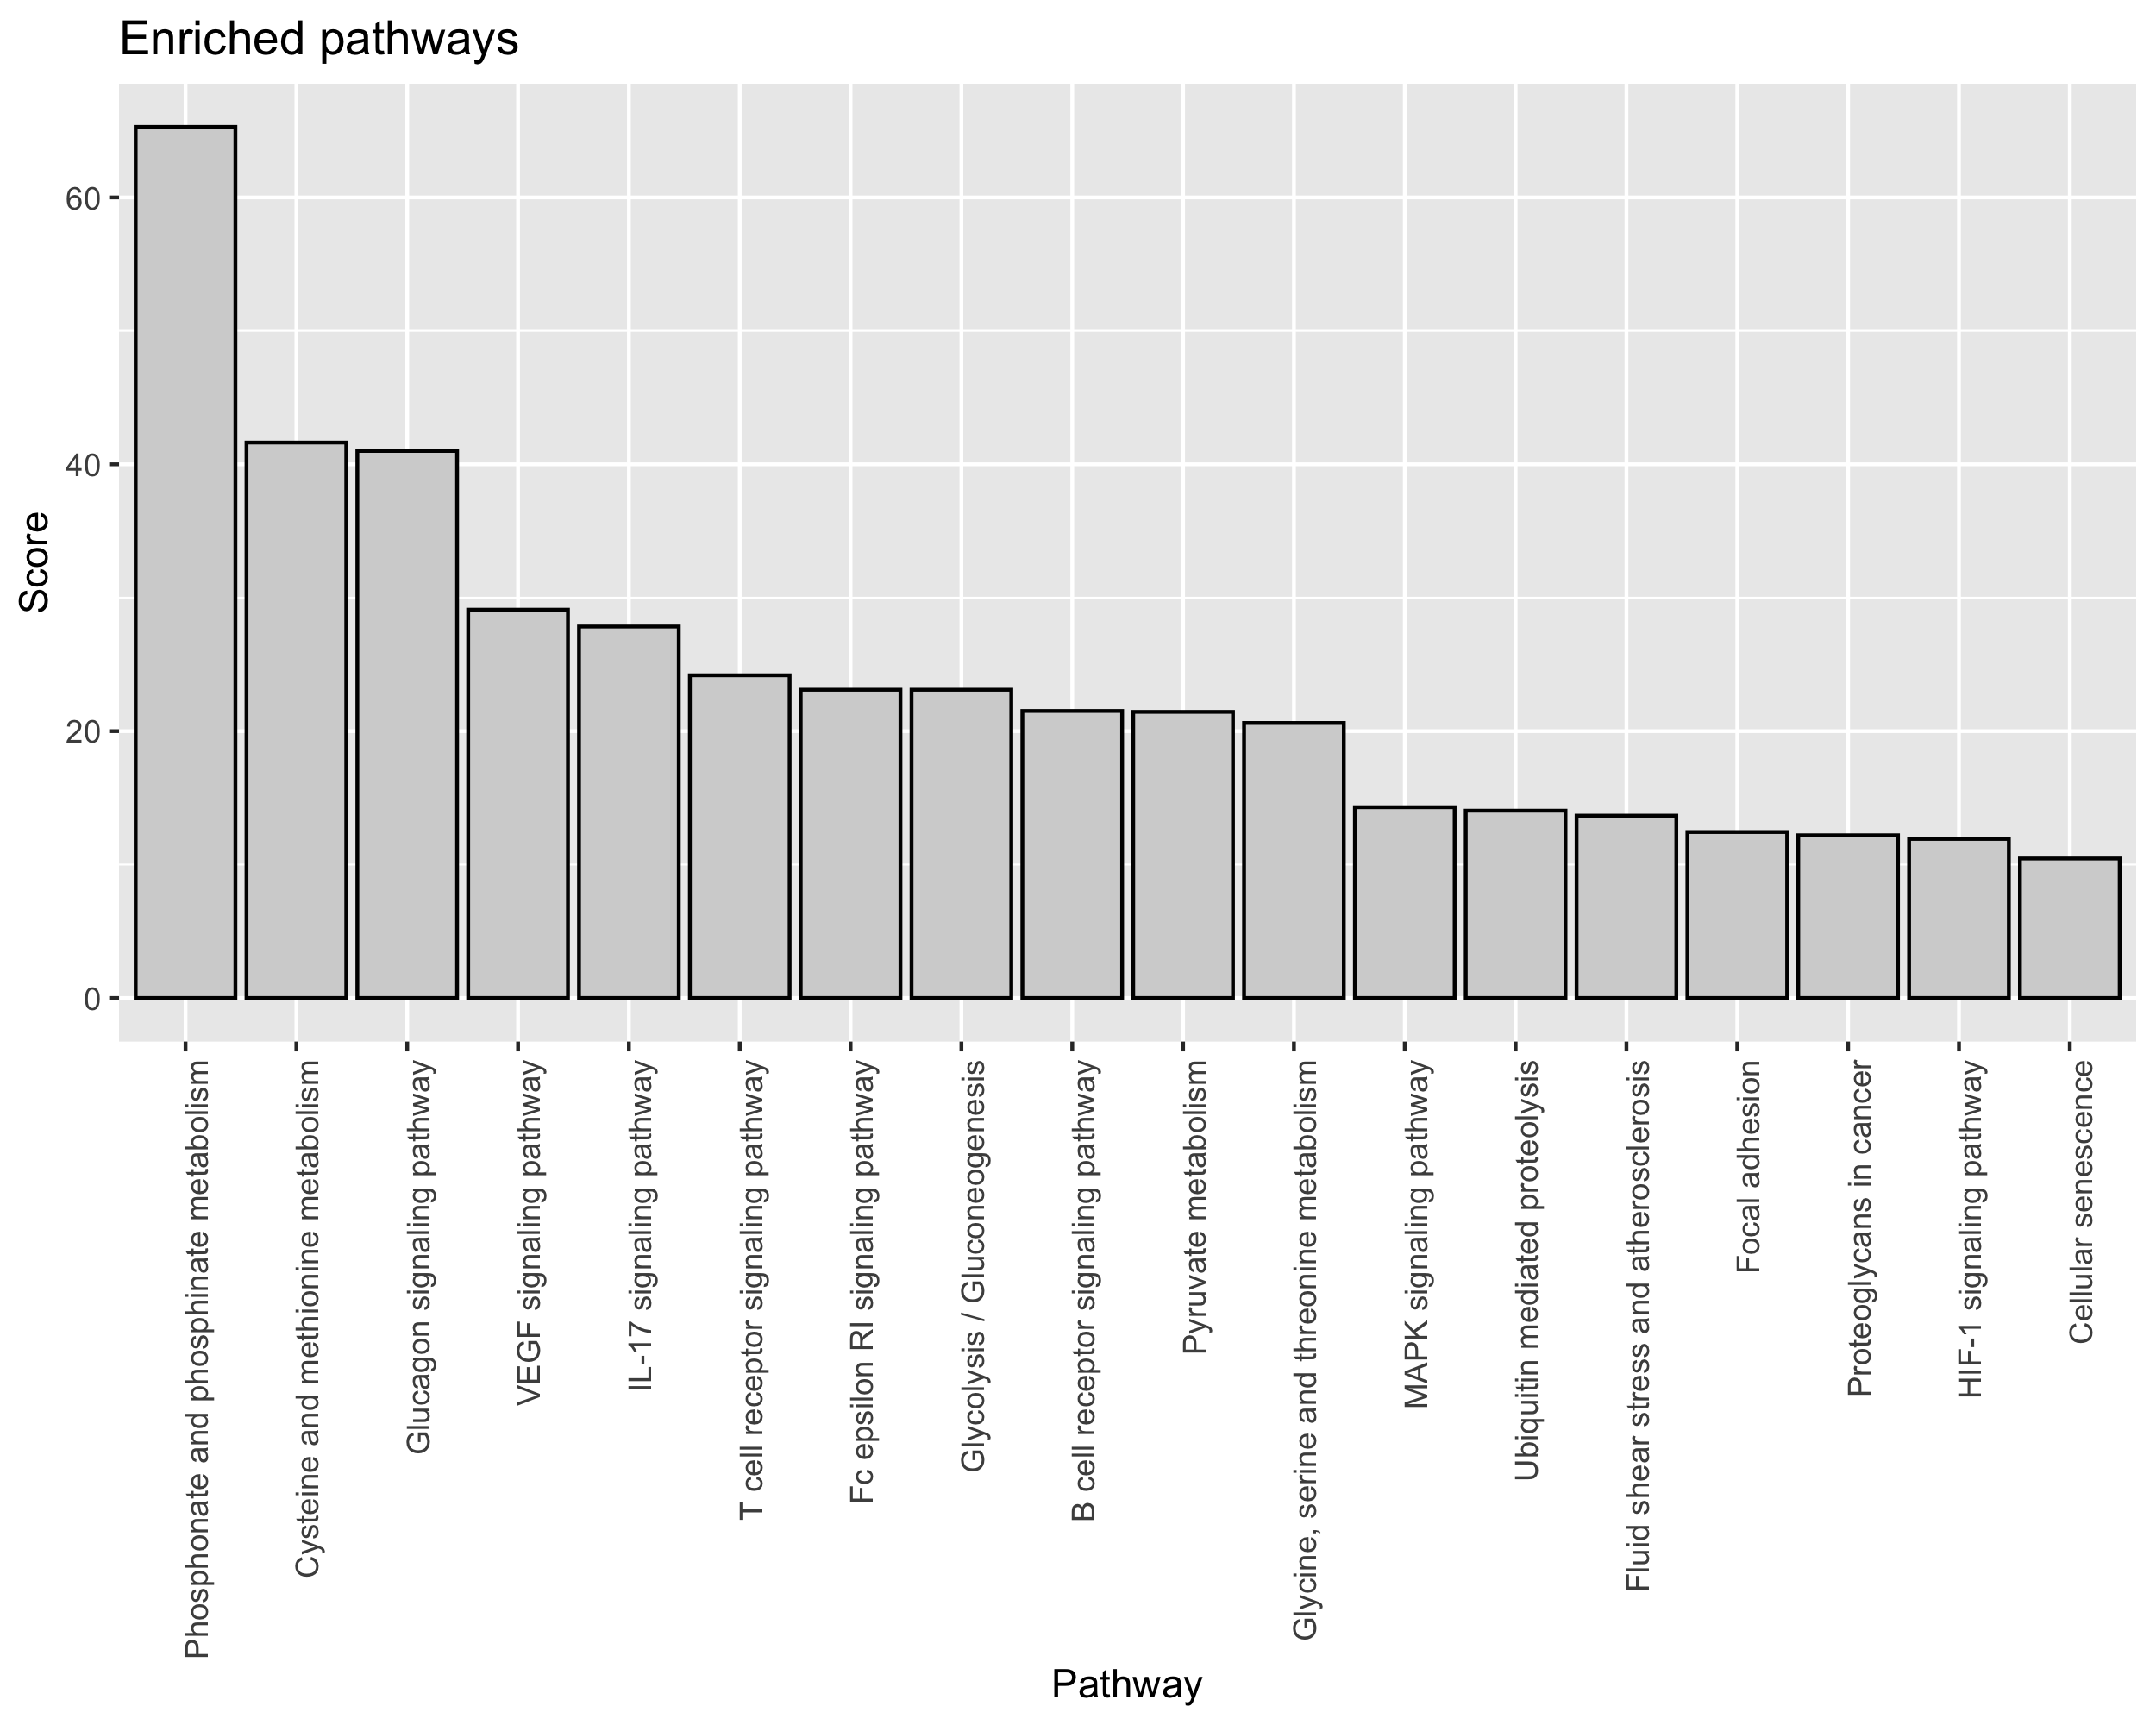 Enriched pathways
Score
60
40
20
0
Phosphonate and phosphinate metabolism
Cysteine and methionine metabolism
Glucagon signaling pathway
VEGF signaling pathway
IL-17 signaling pathway
T cell receptor signaling pathway
Fc epsilon RI signaling pathway
Glycolysis / Gluconeogenesis
B cell receptor signaling pathway
Pyruvate metabolism
Glycine, serine and threonine metabolism
MAPK signaling pathway
Ubiquitin mediated proteolysis
Fluid shear stress and atherosclerosis
Focal adhesion
Proteoglycans in cancer
HIF-1 signaling pathway
Cellular senescence
Pathway